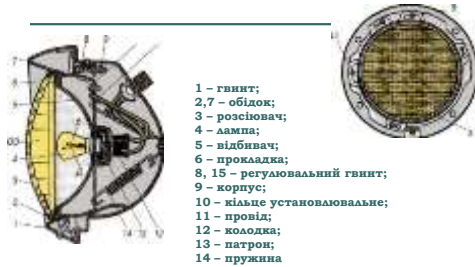 1 – гвинт;
2,7 – обідок;
3 – розсіювач;
4 – лампа;
5 – відбивач;
6 – прокладка;
8, 15 – регулювальний гвинт;
9 – корпус;
10 – кільце установлювальне;
11 – провід;
12 – колодка;
13 – патрон;
14 – пружина